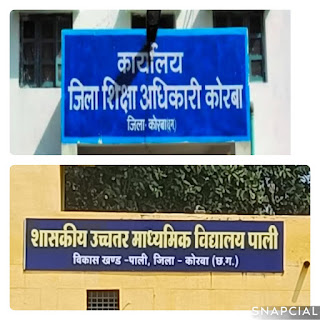 कार्यालय
जिला शिक्षा अधिकारी कोरबा
जिला- कोरबा
शासकीय उच्चतर माध्यमिक विद्यालय पाली
विकास खण्ड -पाली, जिला - कोरबा (छ.ग.)
SNAPCIAL